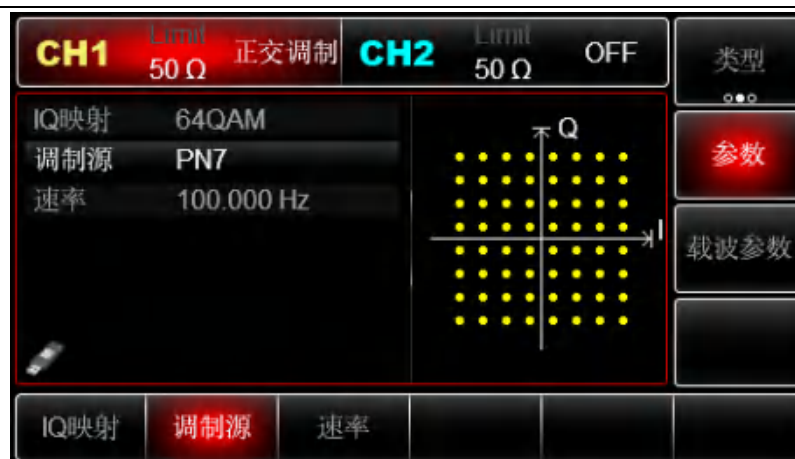 CH1 Limit 50 Ω 正交调制 CH2 Limit 50 Ω OFF
类型
IQ映射 64QAM
调制源 PN7
速率 100.000 Hz
Q
I
参数
载波参数
IQ映射 调制源 速率